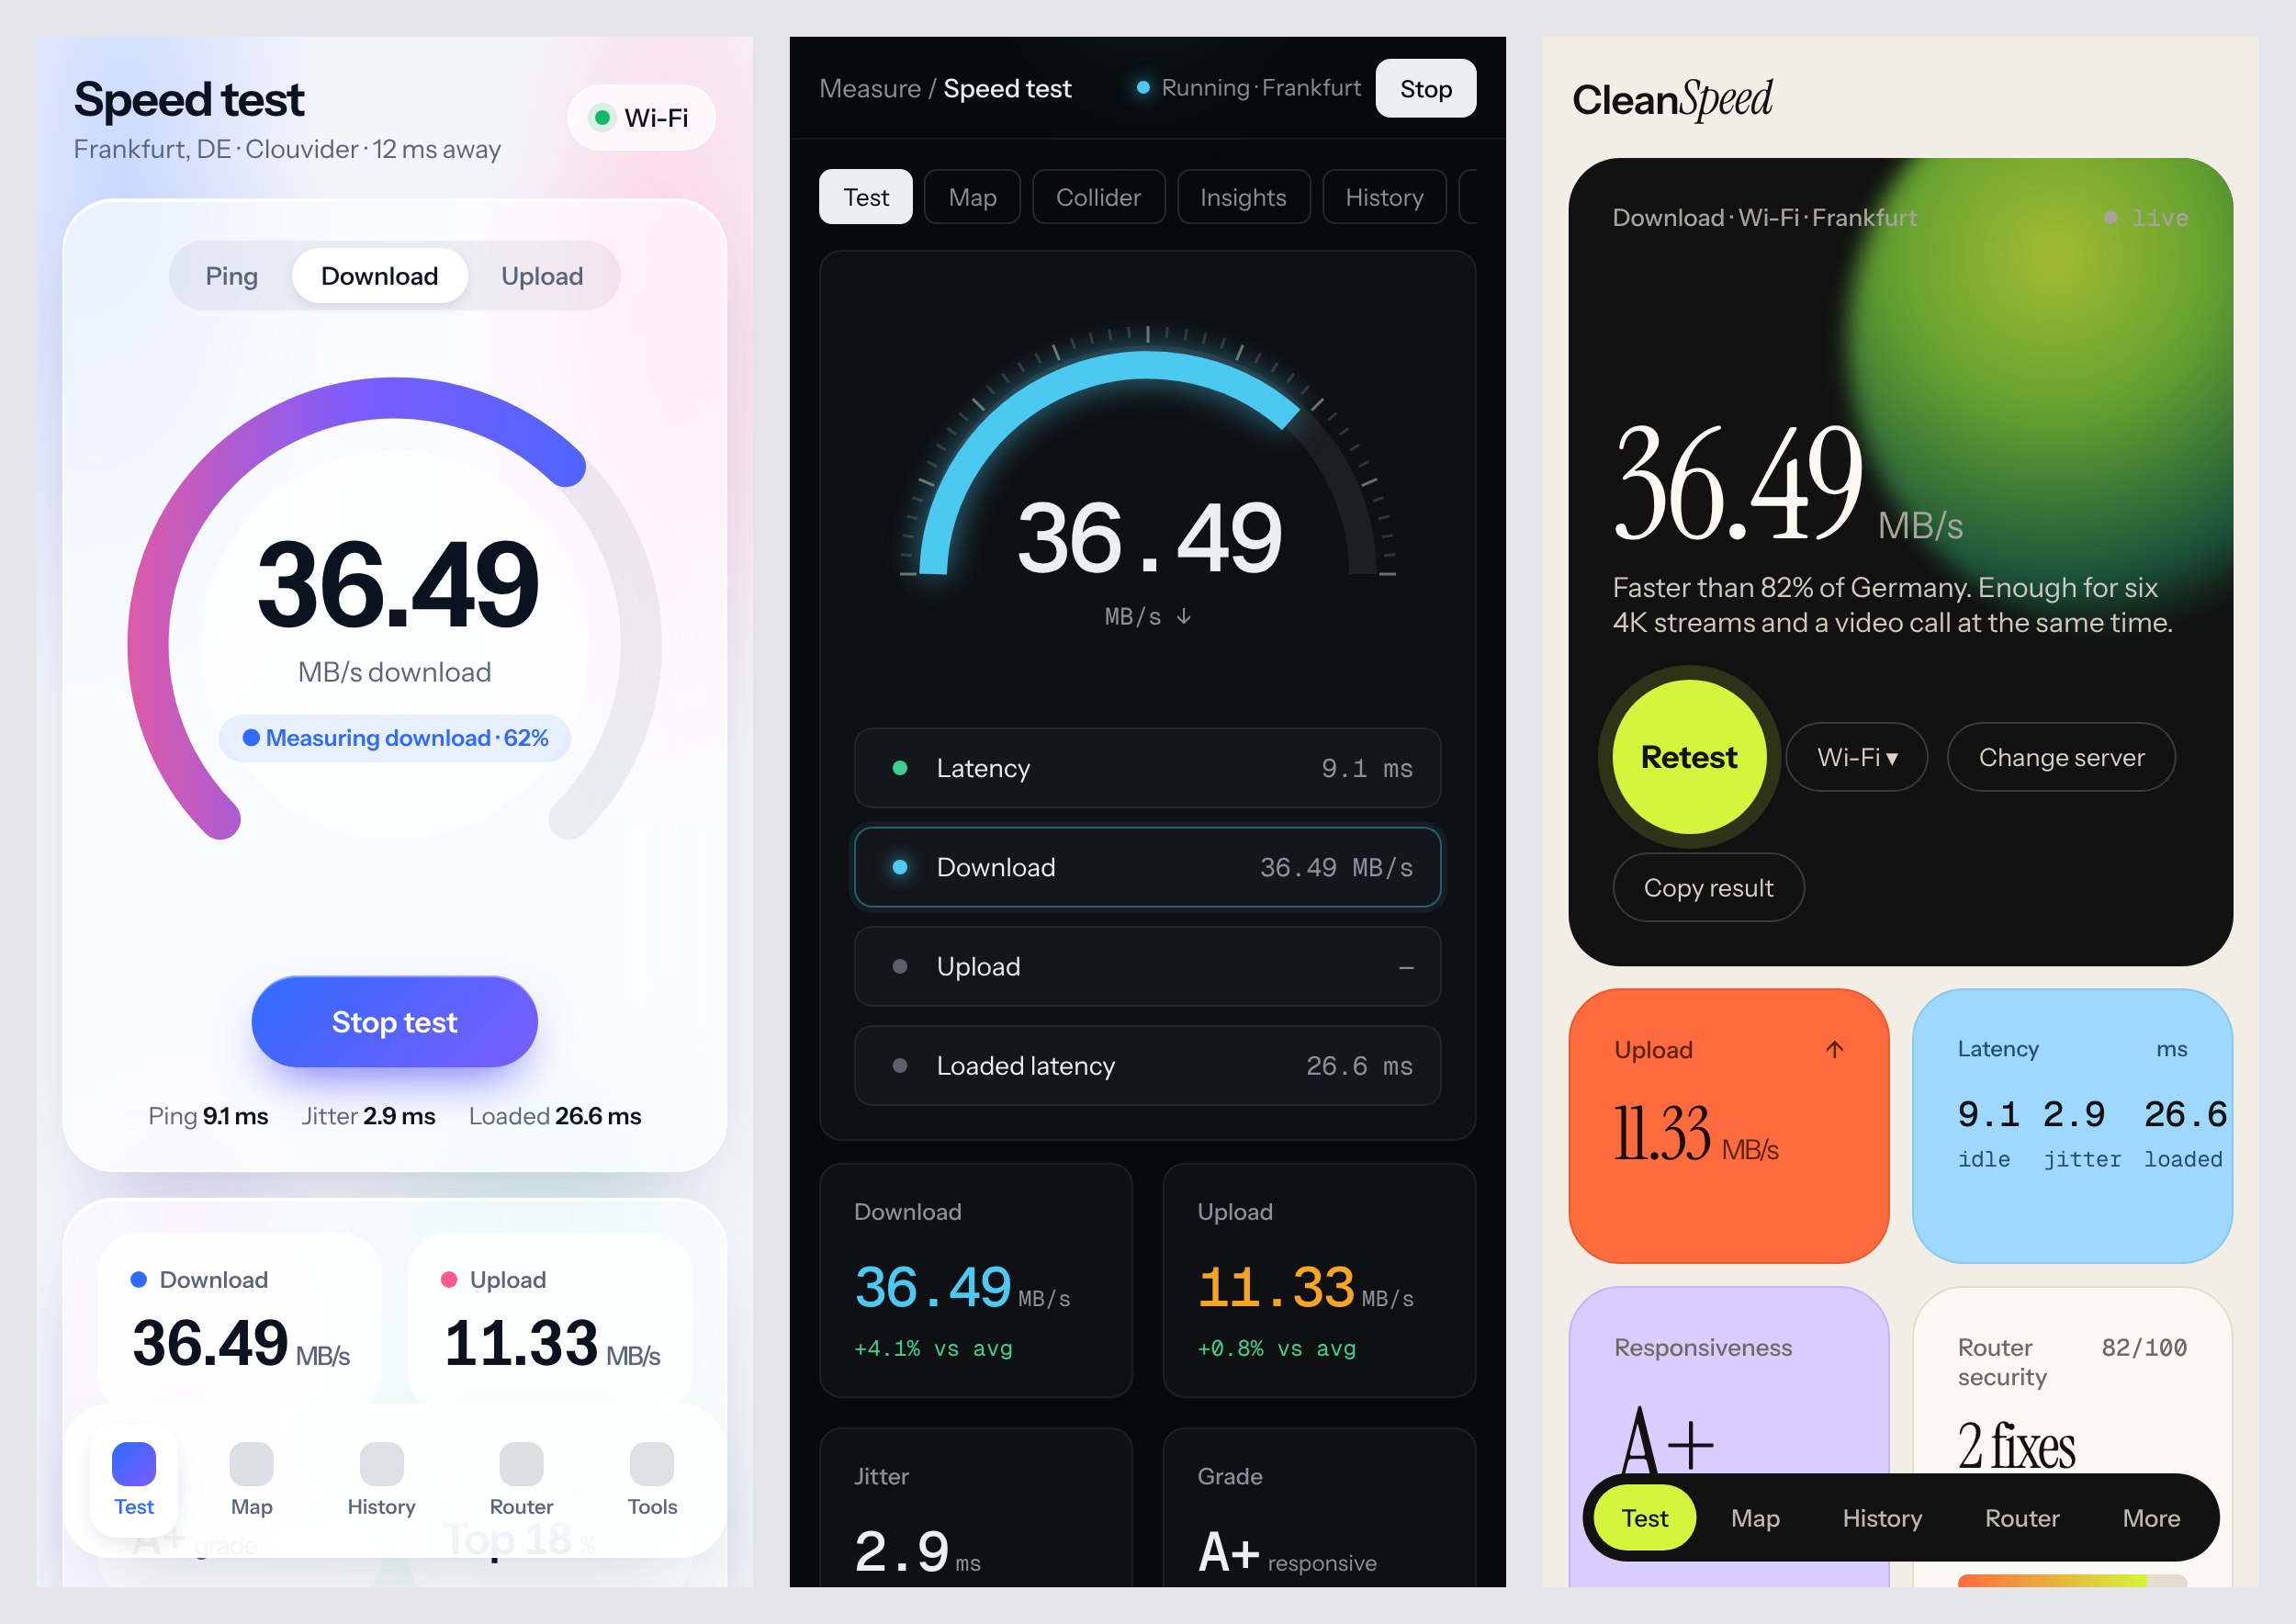 Speed test
Frankfurt, DE · Clouvider · 12 ms away
Wi-Fi
Ping
Download
Upload
36.49
MB/s download
Measuring download · 62%
Stop test
Ping 9.1 ms
Jitter 2.9 ms
Loaded 26.6 ms
Download
36.49 MB/s
Upload
11.33 MB/s
A+ grade
Top 18 %
Test
Map
History
Router
Tools
Measure / Speed test
Running · Frankfurt
Stop
Test
Map
Collider
Insights
History
36.49
MB/s ↓
Latency
9.1 ms
Download
36.49 MB/s
Upload
—
Loaded latency
26.6 ms
Download
36.49 MB/s
+4.1% vs avg
Upload
11.33 MB/s
+0.8% vs avg
Jitter
2.9 ms
Grade
A+ responsive
CleanSpeed
Download · Wi-Fi · Frankfurt
live
36.49 MB/s
Faster than 82% of Germany. Enough for six
4K streams and a video call at the same time.
Retest
Wi-Fi ▾
Change server
Copy result
Upload ↑
11.33 MB/s
Latency
ms
9.1 2.9 26.6
idle jitter loaded
Responsiveness
A+
Router
security
82/100
2 fixes
Test
Map
History
Router
More